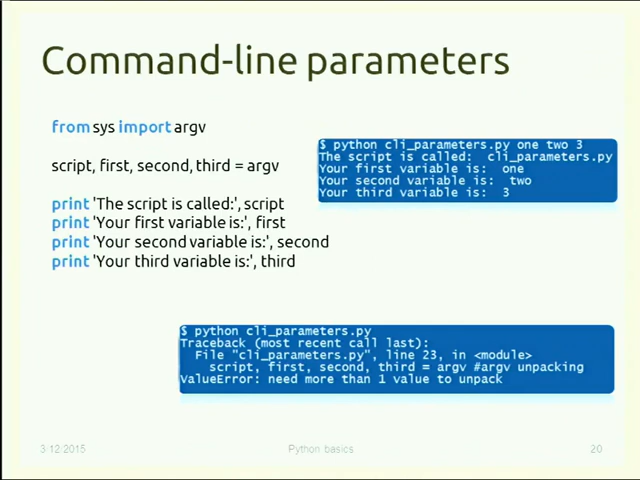 Command-line parameters
from sys import argv
script, first, second, third = argv
print 'The script is called:', script
print 'Your first variable is:', first
print 'Your second variable is:', second
print 'Your third variable is:', third
$ python cli_parameters.py one two 3
The script is called:  cli_parameters.py
Your first variable is:  one
Your second variable is:  two
Your third variable is:  3
$ python cli_parameters.py
Traceback (most recent call last):
  File "cli_parameters.py", line 23, in <module>
    script, first, second, third = argv #argv unpacking
ValueError: need more than 1 value to unpack
3/12/2015
Python basics
20